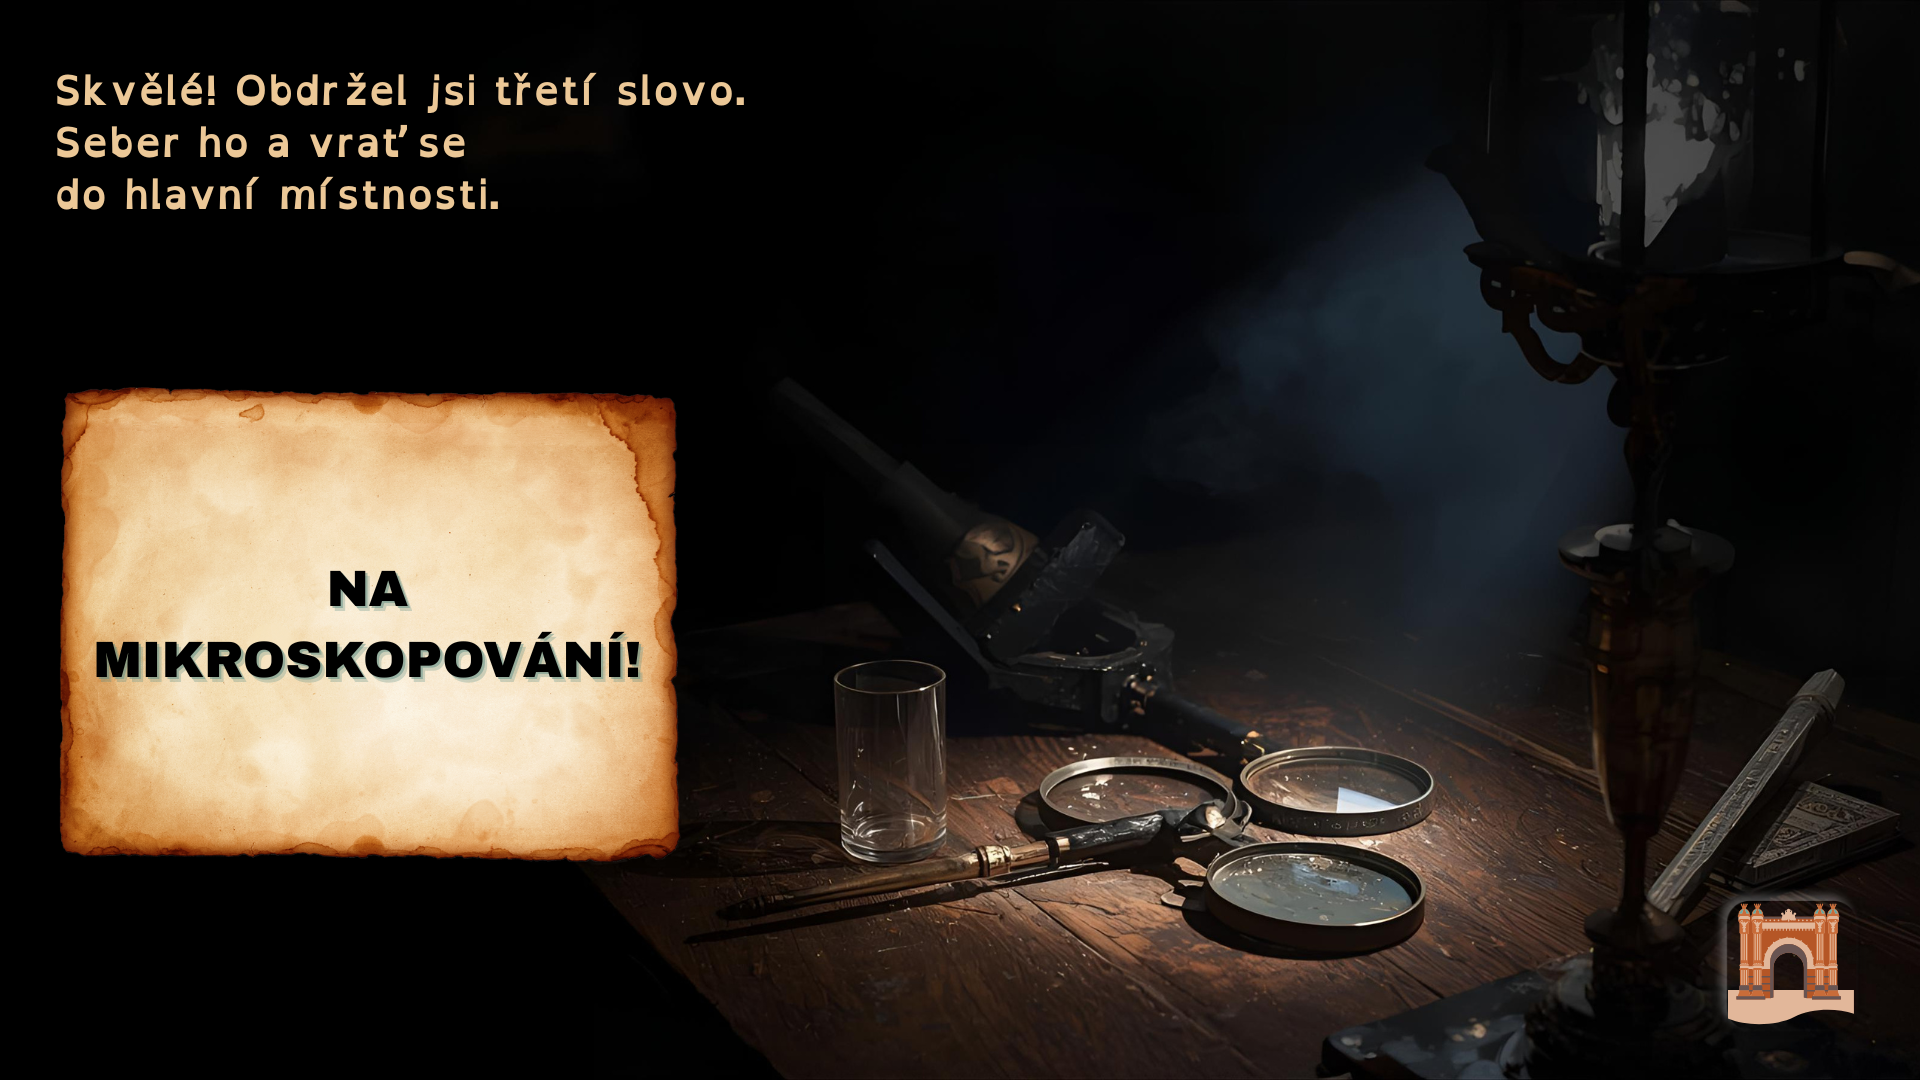 Skvělé! Obdržel jsi třetí slovo.
Seber ho a vrať se
do hlavní místnosti.
NA
MIKROSKOPOVÁNÍ!